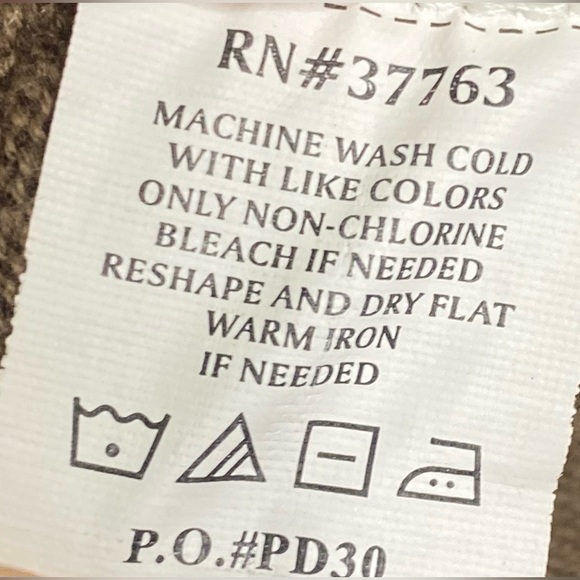 RN#37763
MACHINE WASH COLD
WITH LIKE COLORS
ONLY NON-CHLORINE
BLEACH IF NEEDED
RESHAPE AND DRY FLAT
WARM IRON
IF NEEDED
P.O.#PD30